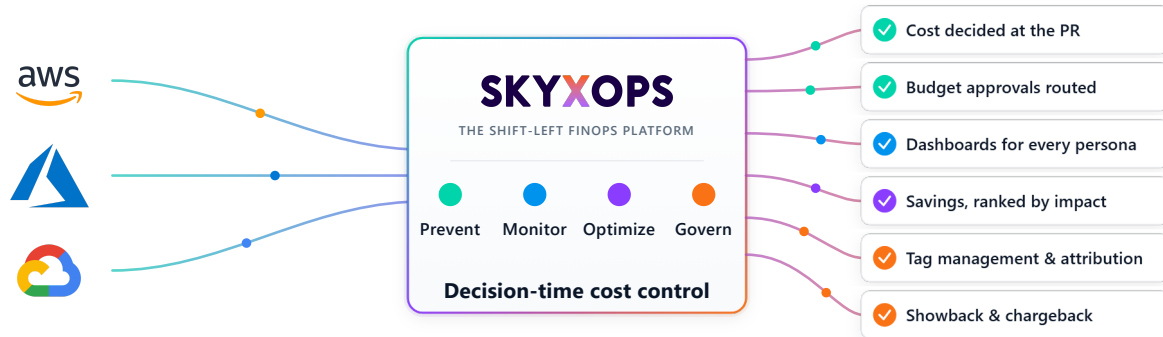 aws
SKYXOPS
THE SHIFT-LEFT FINOPS PLATFORM
Prevent
Monitor
Optimize
Govern
Decision-time cost control
Cost decided at the PR
Budget approvals routed
Dashboards for every persona
Savings, ranked by impact
Tag management & attribution
Showback & chargeback